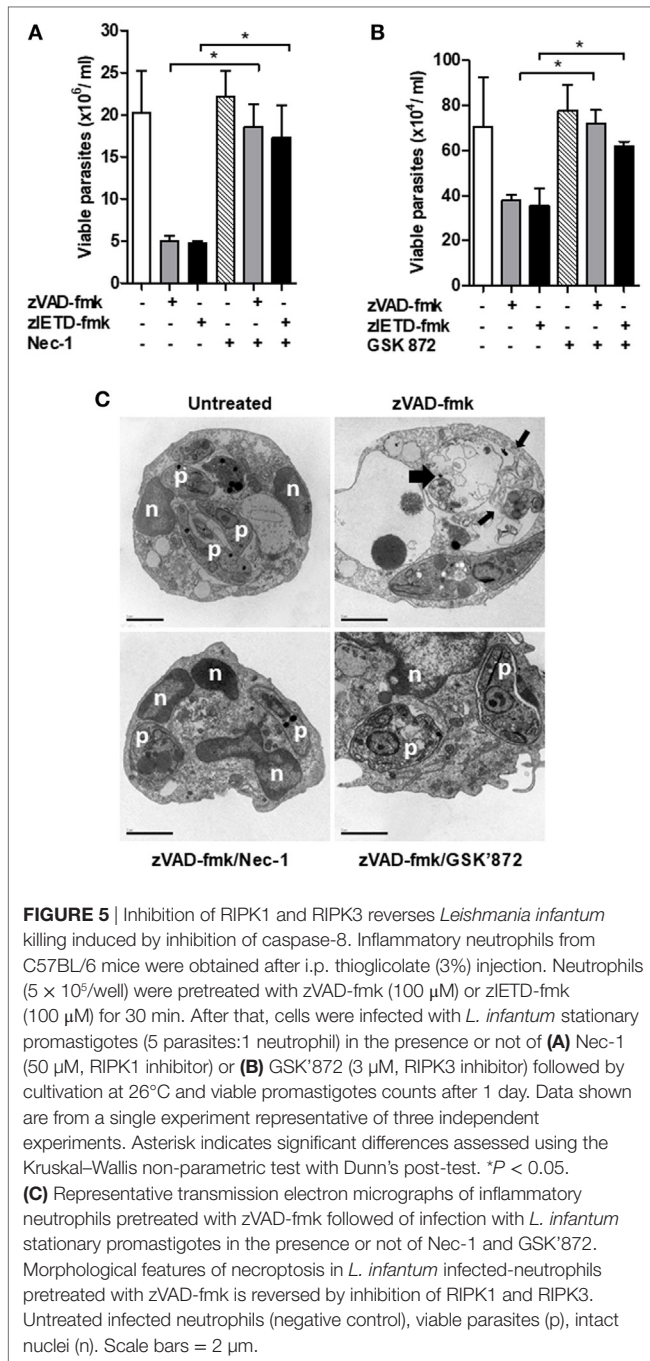 A
*
*
Viable parasites (x10⁶/ ml)
30
25
20
15
10
5
0
zVAD-fmk - + - - + -
zIETD-fmk - - + - - +
Nec-1 - - - + + +
B
*
*
Viable parasites (x10⁴/ ml)
100
80
60
40
20
0
zVAD-fmk - + - - + -
zIETD-fmk - - + - - +
GSK 872 - - - + + +
C
Untreated
zVAD-fmk
p
n
n
p
p
n
n
n
p
p
n
p
p
zVAD-fmk/Nec-1
zVAD-fmk/GSK'872
FIGURE 5 | Inhibition of RIPK1 and RIPK3 reverses Leishmania infantum
killing induced by inhibition of caspase-8. Inflammatory neutrophils from
C57BL/6 mice were obtained after i.p. thioglicolate (3%) injection. Neutrophils
(5 × 10⁵/well) were pretreated with zVAD-fmk (100 μM) or zIETD-fmk
(100 μM) for 30 min. After that, cells were infected with L. infantum stationary
promastigotes (5 parasites:1 neutrophil) in the presence or not of (A) Nec-1
(50 μM, RIPK1 inhibitor) or (B) GSK'872 (3 μM, RIPK3 inhibitor) followed by
cultivation at 26°C and viable promastigotes counts after 1 day. Data shown
are from a single experiment representative of three independent
experiments. Asterisk indicates significant differences assessed using the
Kruskal–Wallis non-parametric test with Dunn's post-test. *P < 0.05.
(C) Representative transmission electron micrographs of inflammatory
neutrophils pretreated with zVAD-fmk followed of infection with L. infantum
stationary promastigotes in the presence or not of Nec-1 and GSK'872.
Morphological features of necroptosis in L. infantum infected-neutrophils
pretreated with zVAD-fmk is reversed by inhibition of RIPK1 and RIPK3.
Untreated infected neutrophils (negative control), viable parasites (p), intact
nuclei (n). Scale bars = 2 μm.